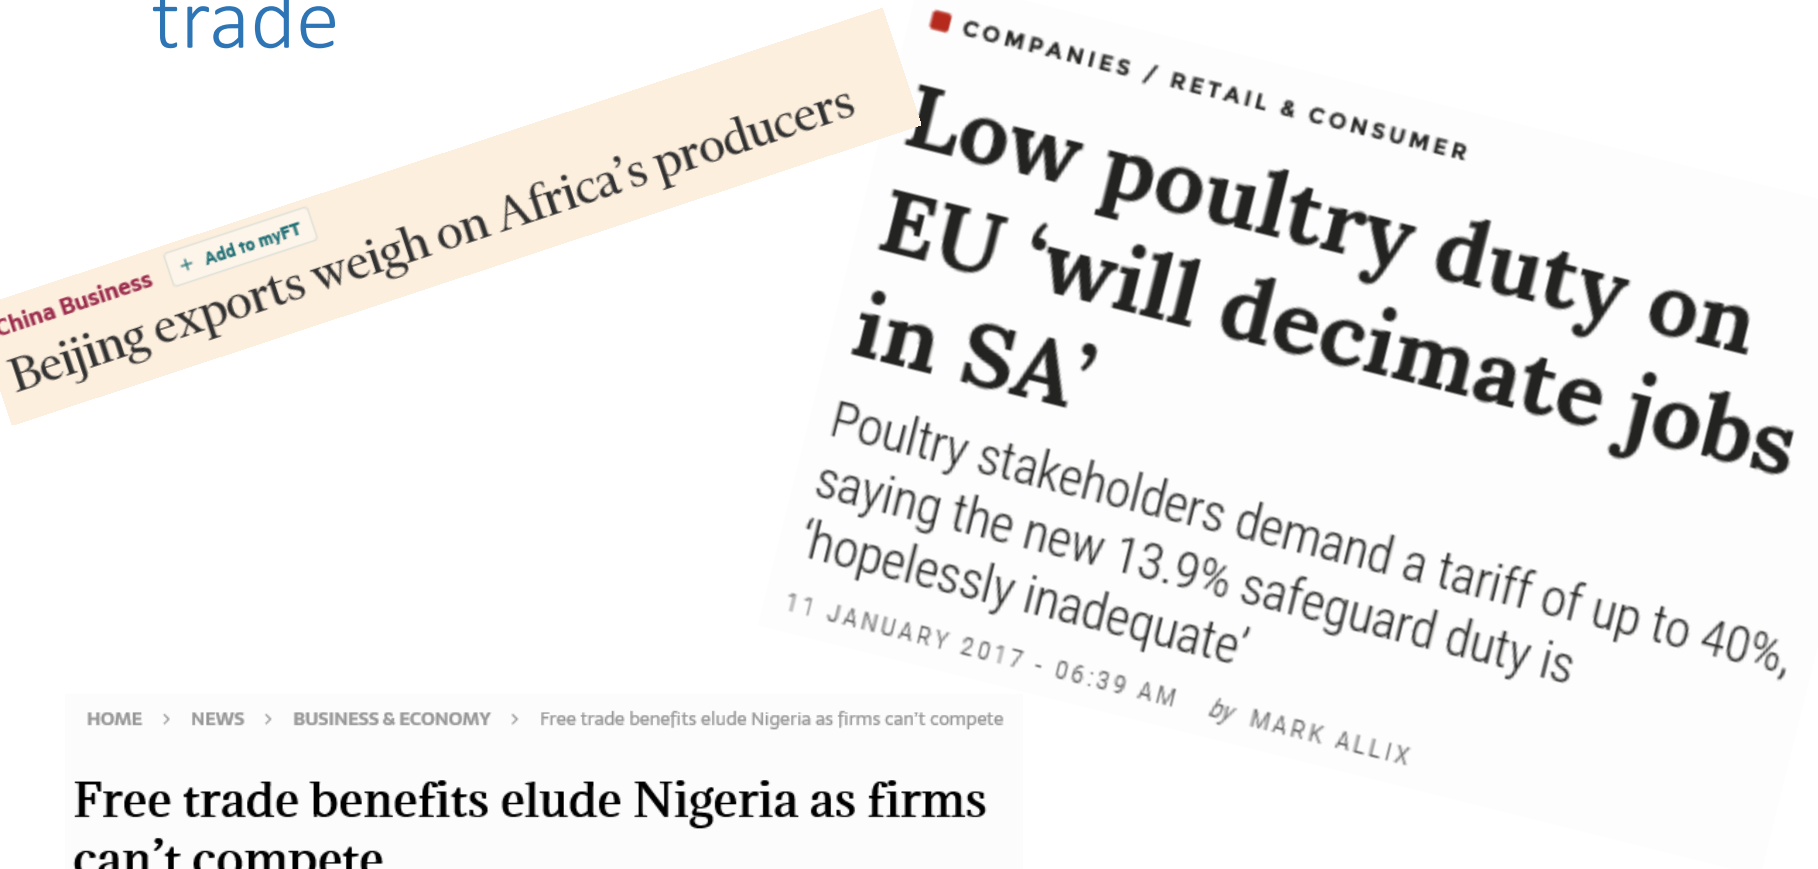 trade
China Business + Add to myFT
Beijing exports weigh on Africa’s producers
COMPANIES / RETAIL & CONSUMER
Low poultry duty on
EU ‘will decimate jobs
in SA’
Poultry stakeholders demand a tariff of up to 40%,
saying the new 13.9% safeguard duty is
‘hopelessly inadequate’
11 JANUARY 2017 - 06:39 AM by MARK ALLIX
HOME > NEWS > BUSINESS & ECONOMY > Free trade benefits elude Nigeria as firms can’t compete
Free trade benefits elude Nigeria as firms
can’t compete